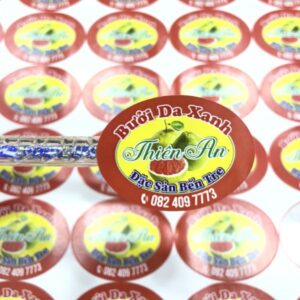 Bưởi Da Xanh
Thiên Ân
Đặc Sản Bến Tre
082 409 7773